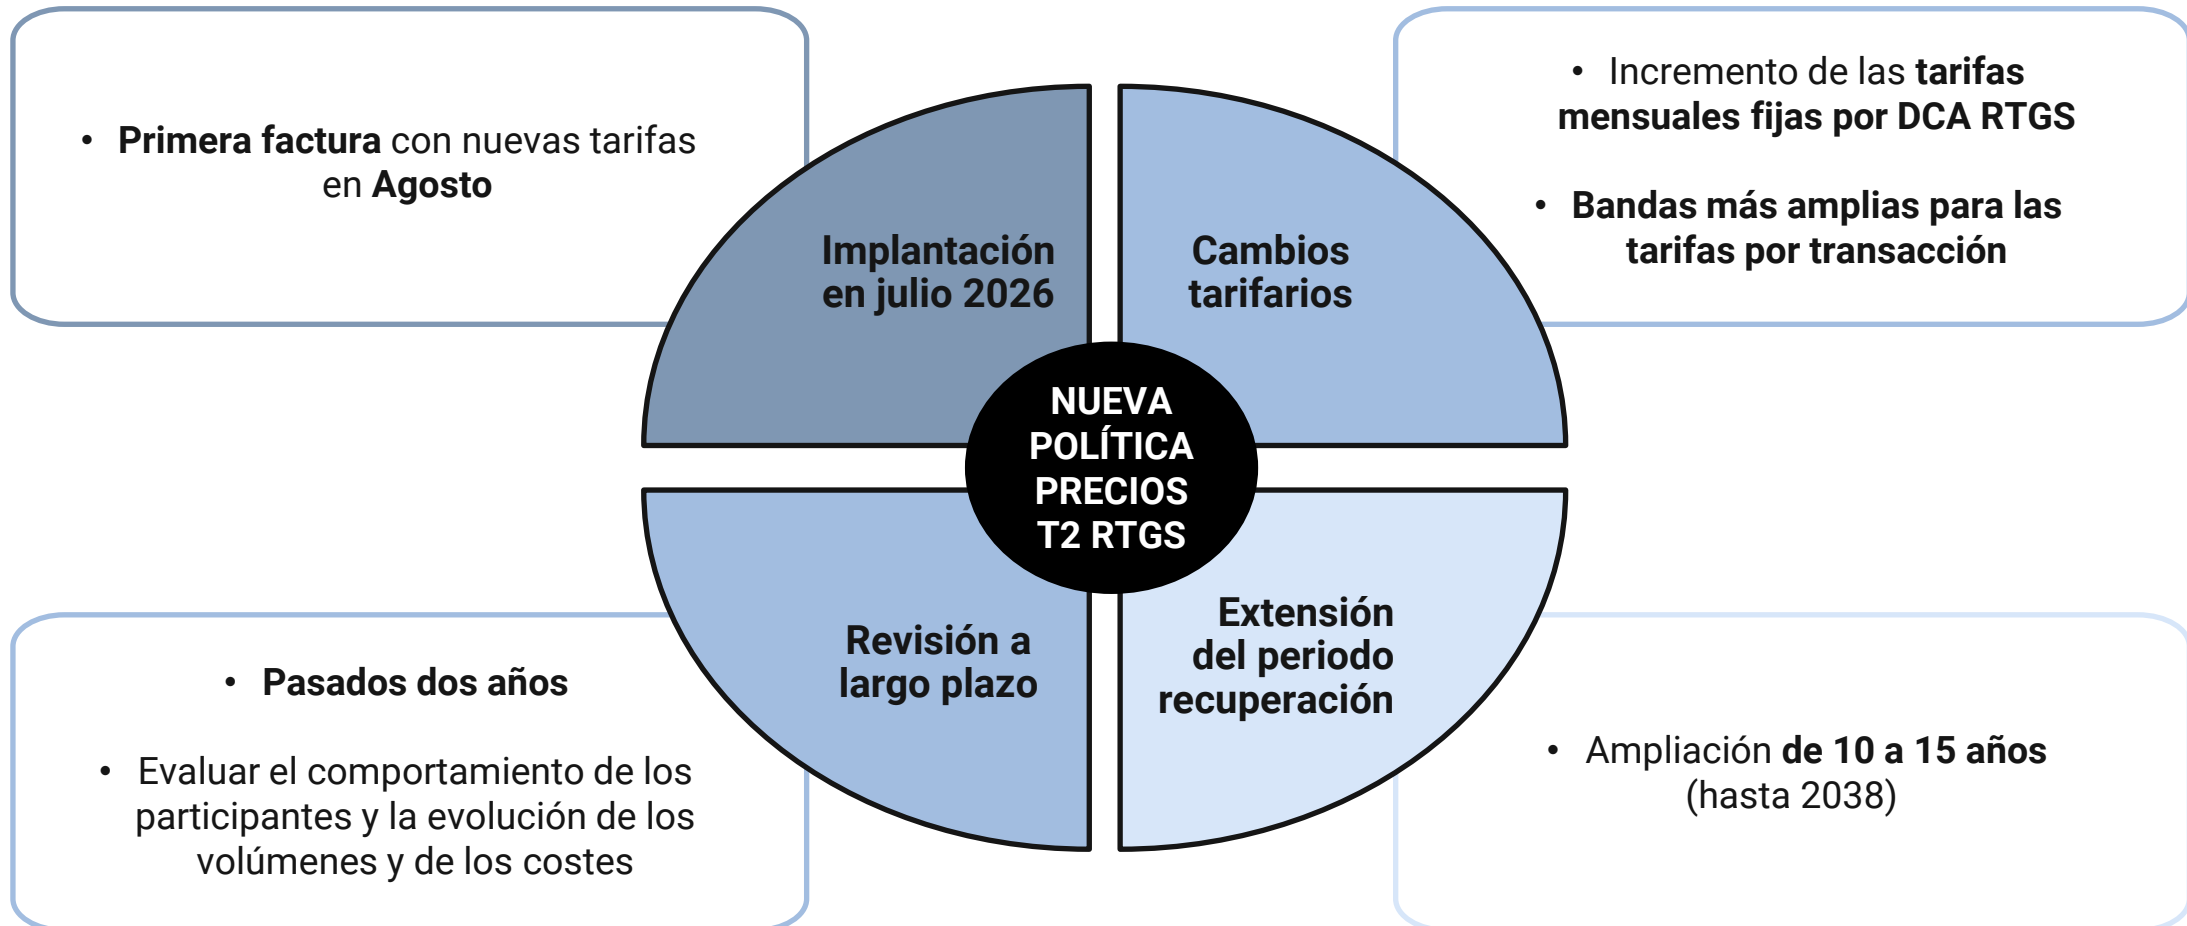 • Primera factura con nuevas tarifas
en Agosto
Implantación
en julio 2026
• Incremento de las tarifas
mensuales fijas por DCA RTGS
• Bandas más amplias para las
tarifas por transacción
Cambios
tarifarios
NUEVA
POLÍTICA
PRECIOS
T2 RTGS
• Pasados dos años
• Evaluar el comportamiento de los
participantes y la evolución de los
volúmenes y de los costes
Revisión a
largo plazo
Extensión
del periodo
recuperación
• Ampliación de 10 a 15 años
(hasta 2038)